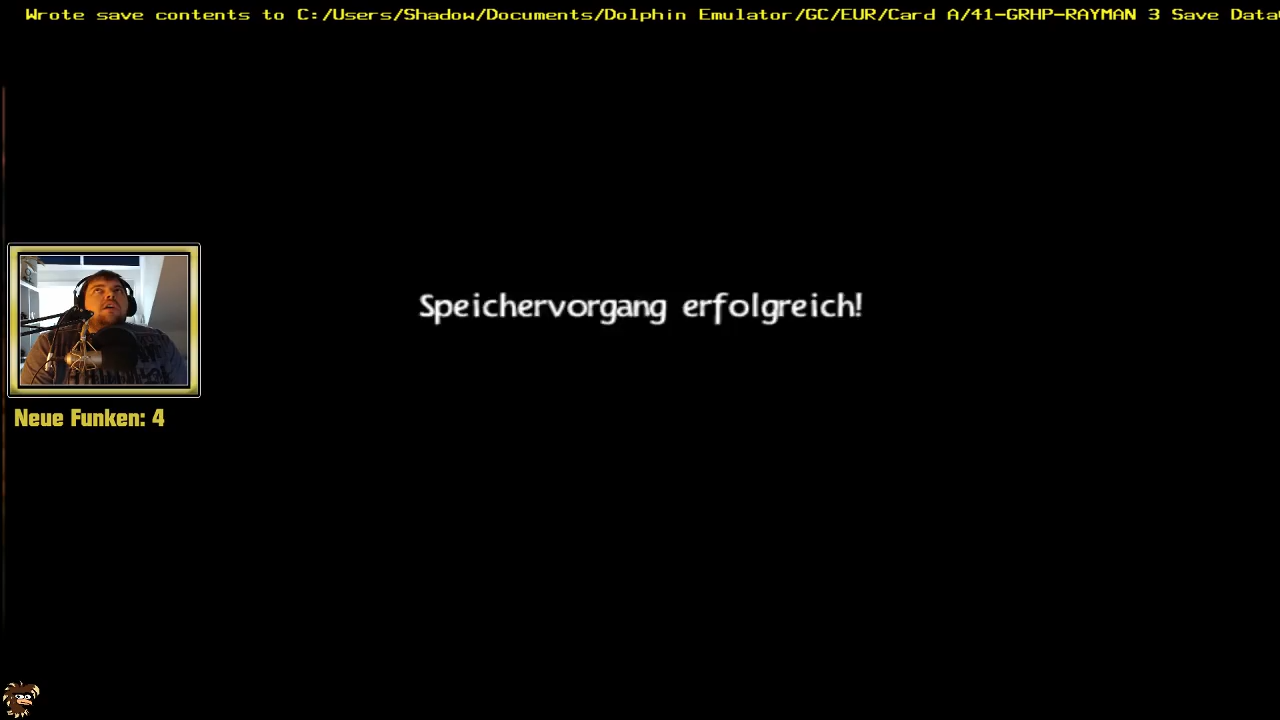 Wrote save contents to C:/Users/Shadow/Documents/Dolphin Emulator/GC/EUR/Card A/41-GRHP-RAYMAN 3 Save Data
Speichervorgang erfolgreich!
Neue Funken: 4